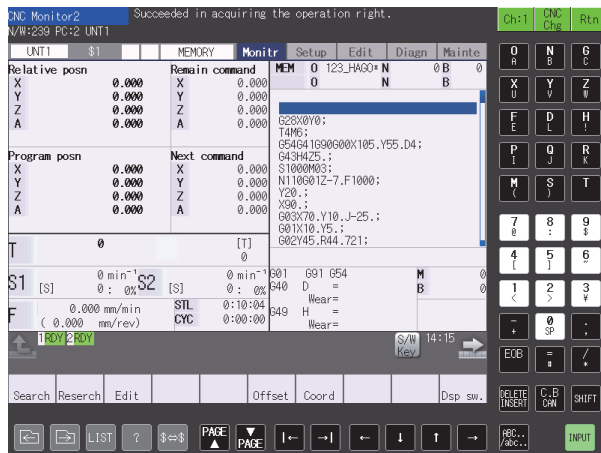 CNC Monitor2 Succeeded in acquiring the operation right. Ch:1 CNC Chg Rtn
N/W:239 PC:2 UNT1
UNT1 $1 MEMORY Monitr Setup Edit Diagn Mainte
Relative posn Remain command MEM O 123_HAGO* N 0 B 0
O N B
X 0.000 X 0.000
Y 0.000 Y 0.000
Z 0.000 Z 0.000
A 0.000 A 0.000
Program posn Next command
X 0.000 X 0.000
Y 0.000 Y 0.000
Z 0.000 Z 0.000
A 0.000 A 0.000
G28X0Y0;
T4M6;
G54G41G90G00X105.Y55.D4;
G43H4Z5.;
S1000M03;
N110G01Z-7.F1000;
Y20.;
X90.;
G03X70.Y10.J-25.;
G01X10.Y5.;
G02Y45.R44.721;
T 0 [T] 0
S1 [S] 0 min-1 0: 0% S2 [S] 0 min-1 0: 0%
F 0.000 mm/min
( 0.000 mm/rev)
STL 0:10:04
CYC 0:00:00
G01 G91 G54 M 0
G40 D = B 0
Wear=
G49 H =
Wear=
1RDY 2RDY S/W Key 14:15
Search Reserch Edit Offset Coord Dsp sw.
LIST ? $⇔$ PAGE ▲ ▼ PAGE |← →| ← ↓ ↑ →
O A N B G C
X U Y V Z W
F E D L H !
P I Q J R K
M ( S ) T
7 @ 8 : 9 $
4 [ 5 ] 6
1 < 2 > 3 ¥
- + 0 SP . ,
EOB = # / *
DELETE INSERT C.B CAN SHIFT
ABC.. /abc.. INPUT